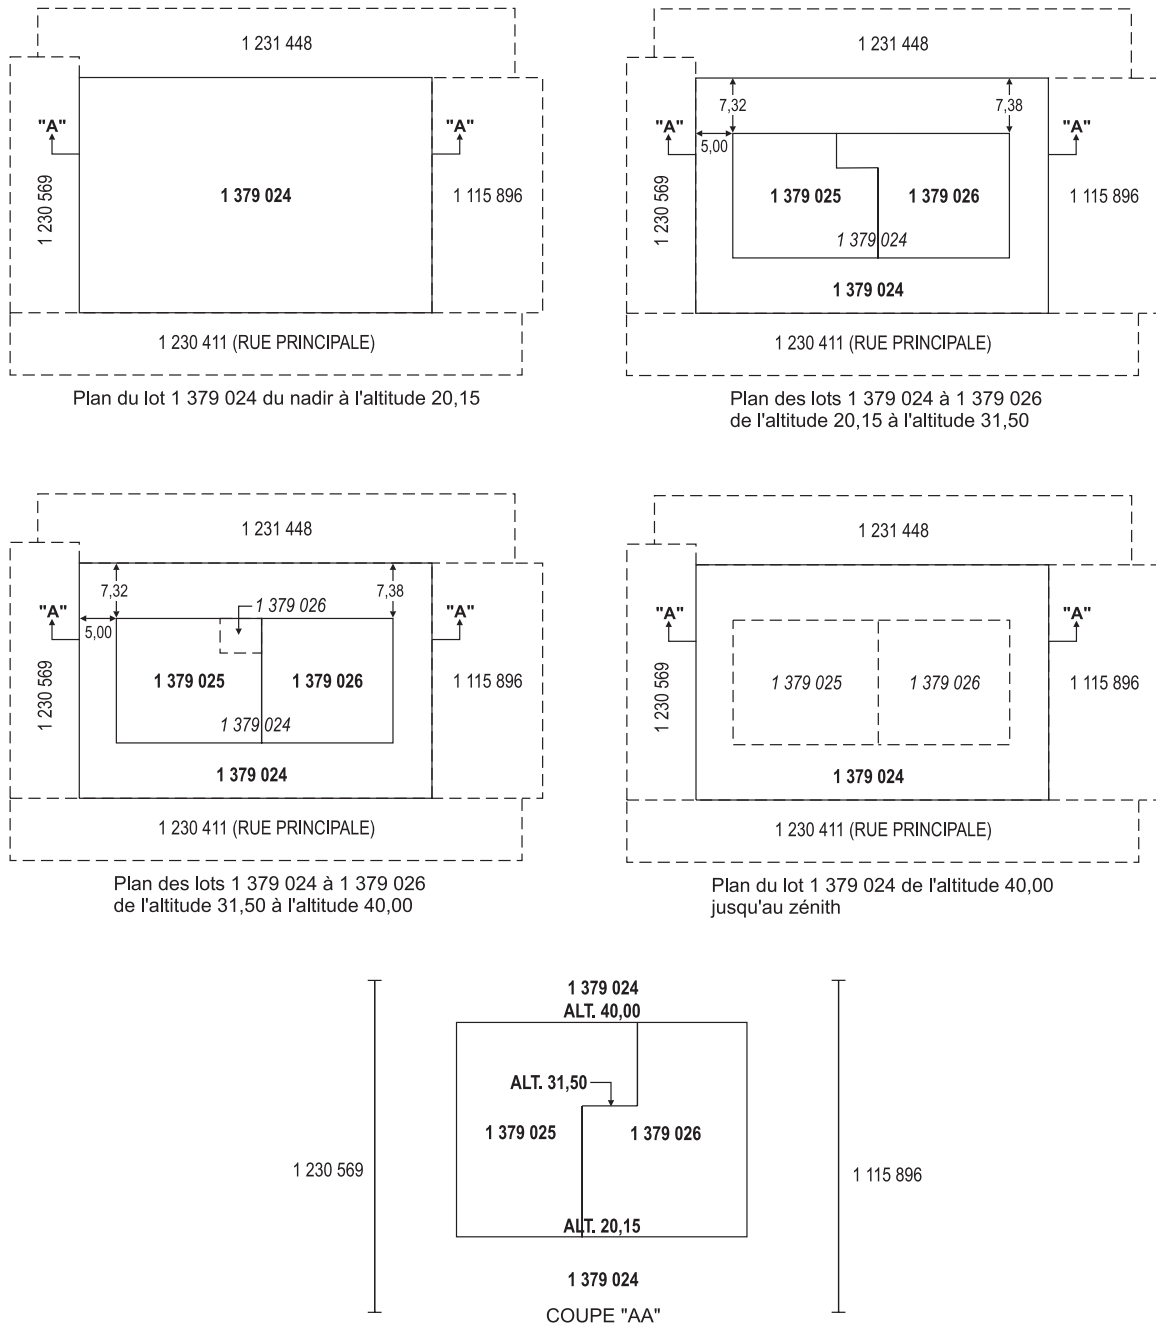 1 231 448
"A"
"A"
1 230 569
1 379 024
1 115 896
1 230 411 (RUE PRINCIPALE)
Plan du lot 1 379 024 du nadir à l'altitude 20,15
1 231 448
7,32
7,38
"A"
"A"
5,00
1 230 569
1 379 025
1 379 026
1 115 896
1 379 024
1 379 024
1 230 411 (RUE PRINCIPALE)
Plan des lots 1 379 024 à 1 379 026
de l'altitude 20,15 à l'altitude 31,50
1 231 448
7,32
7,38
1 379 026
"A"
"A"
5,00
1 230 569
1 379 025
1 379 026
1 115 896
1 379 024
1 379 024
1 230 411 (RUE PRINCIPALE)
Plan des lots 1 379 024 à 1 379 026
de l'altitude 31,50 à l'altitude 40,00
1 231 448
"A"
"A"
1 230 569
1 379 025
1 379 026
1 115 896
1 379 024
1 230 411 (RUE PRINCIPALE)
Plan du lot 1 379 024 de l'altitude 40,00
jusqu'au zénith
1 379 024
ALT. 40,00
ALT. 31,50
1 379 025
1 379 026
1 230 569
1 115 896
ALT. 20,15
1 379 024
COUPE "AA"